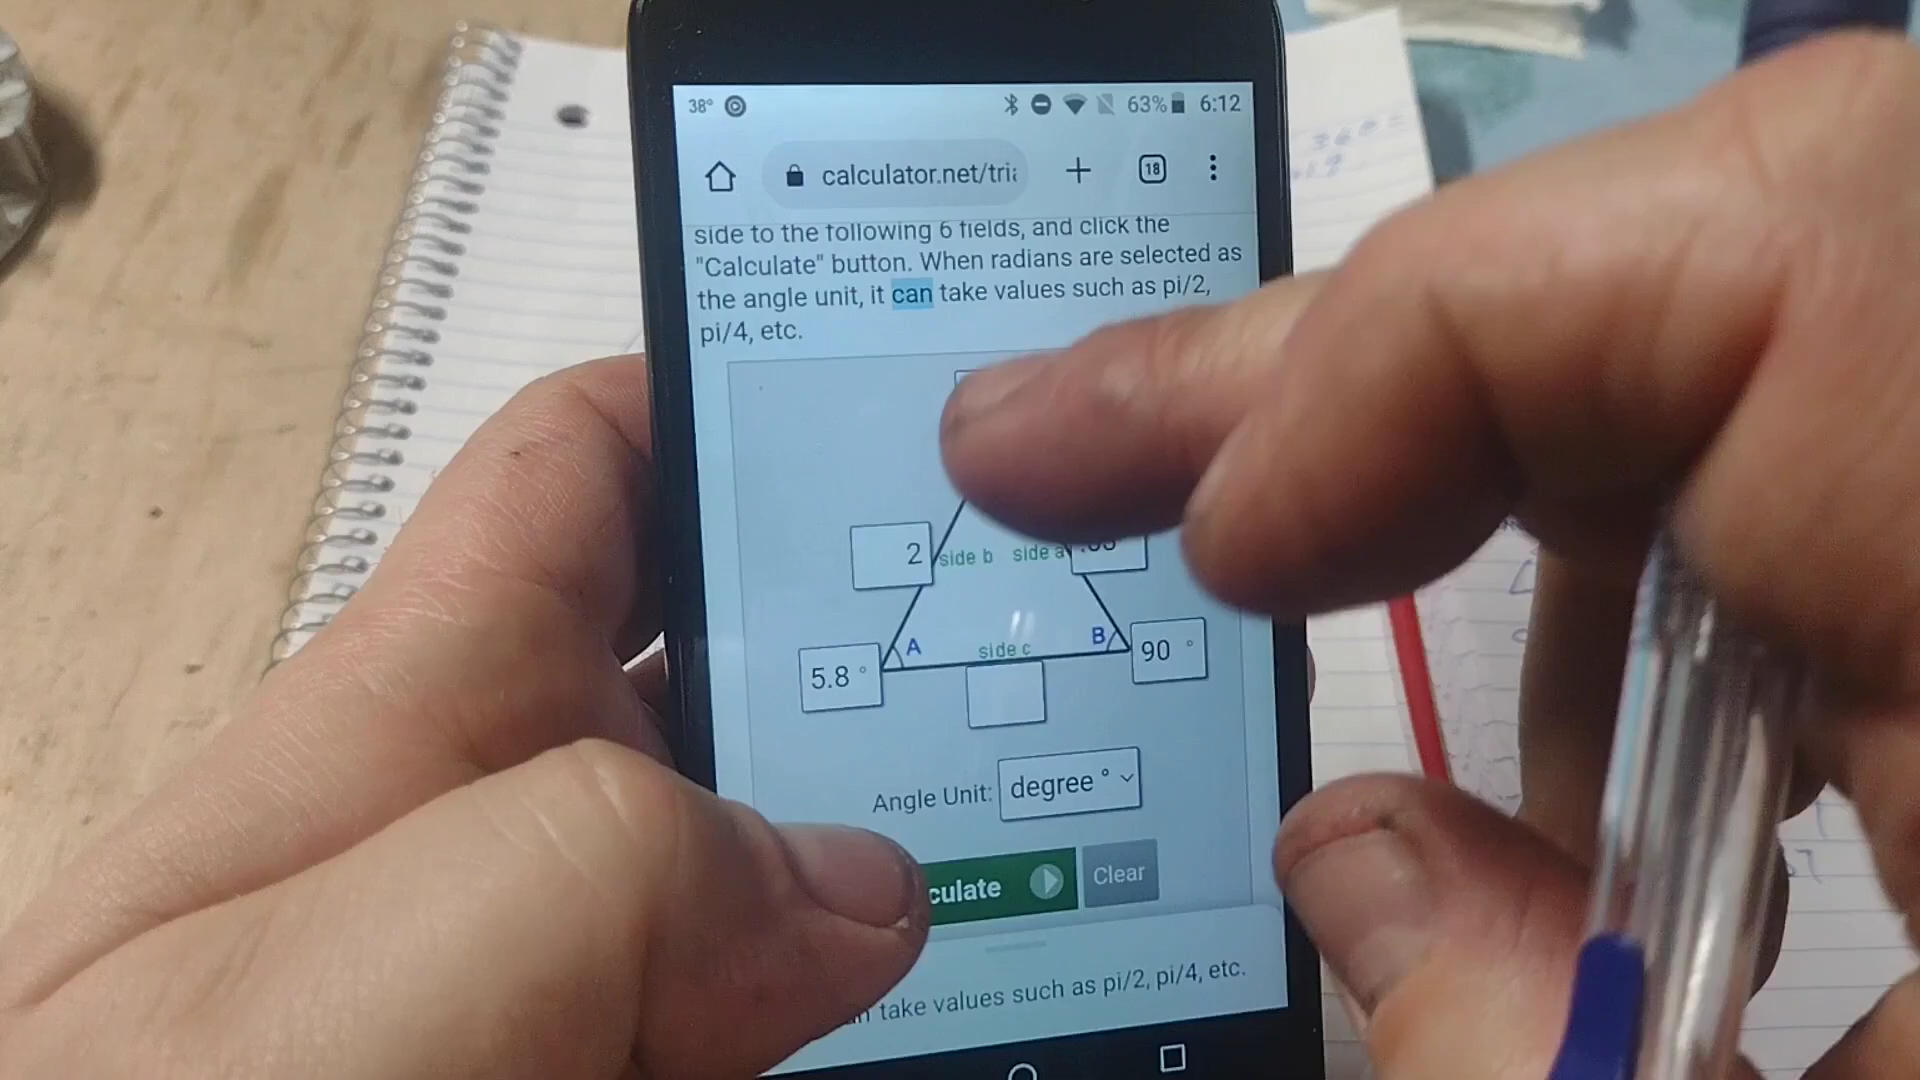 38° 63% 6:12
calculator.net/tri
18
side to the following 6 fields, and click the
"Calculate" button. When radians are selected as
the angle unit, it can take values such as pi/2,
pi/4, etc.
2 side b side a
A side c B
5.8 ° 90 °
Angle Unit: degree °
culate Clear
take values such as pi/2, pi/4, etc.